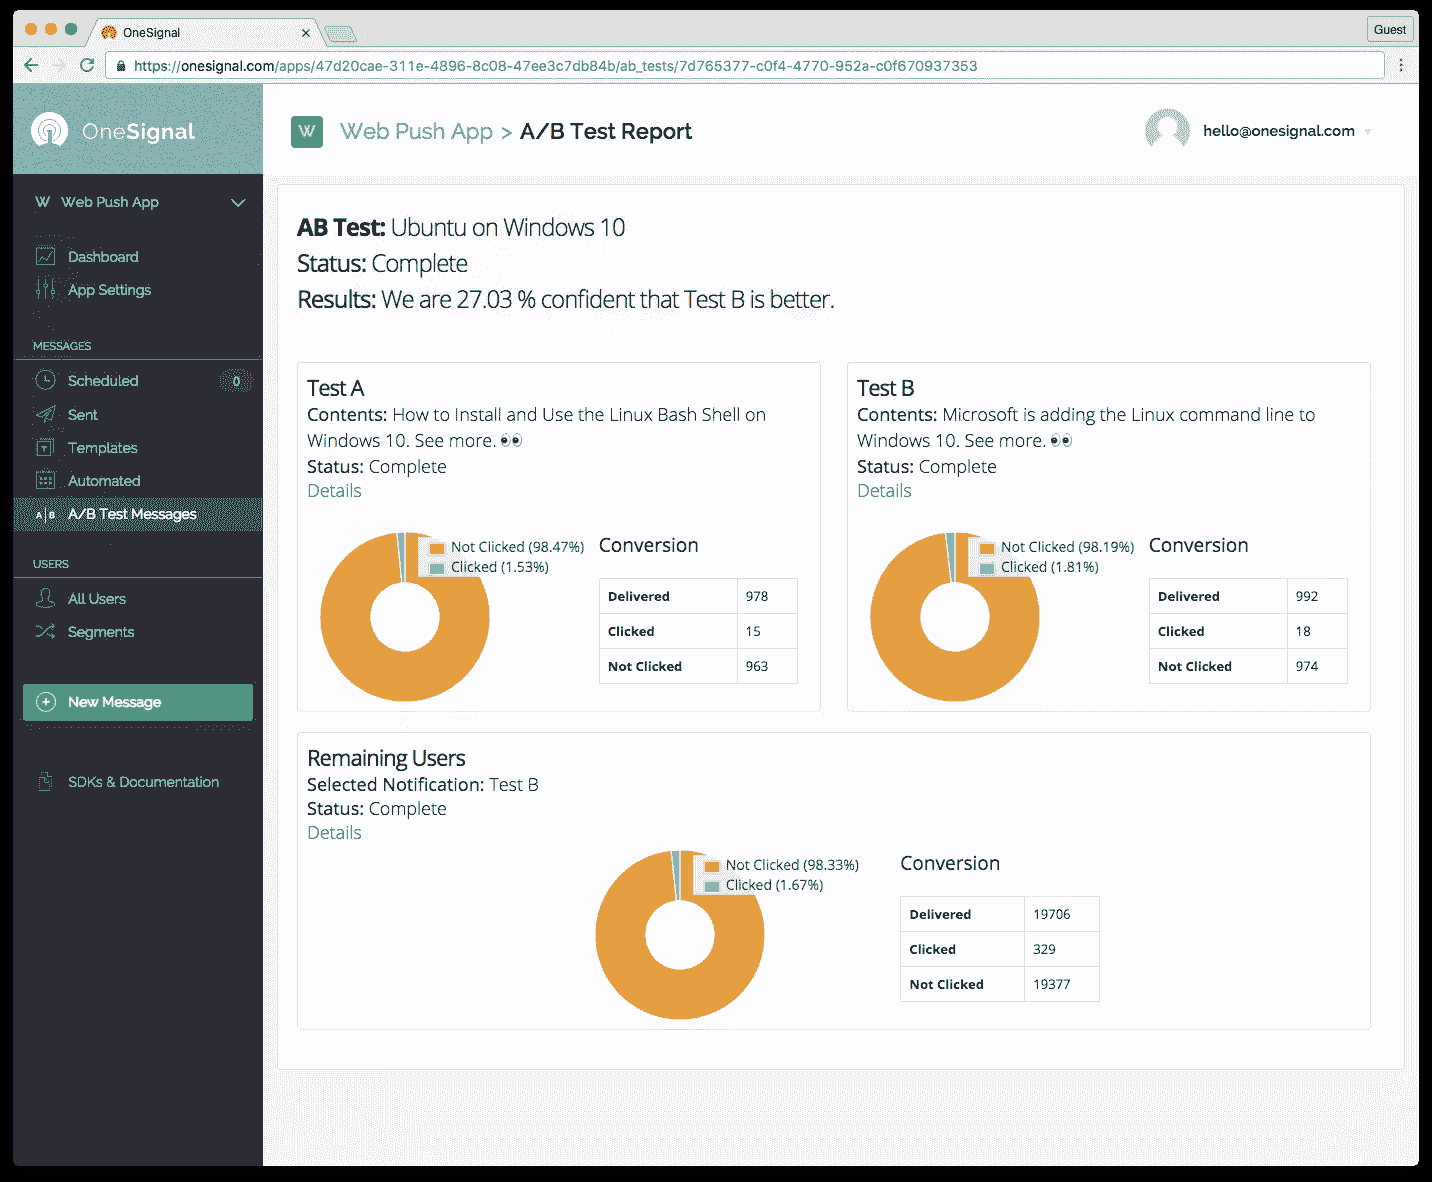 OneSignal
Guest
https://onesignal.com/apps/47d20cae-311e-4896-8c08-47ee3c7db84b/ab_tests/7d765377-c0f4-4770-952a-c0f670937353
OneSignal
W Web Push App > A/B Test Report
hello@onesignal.com
W Web Push App
Dashboard
App Settings
MESSAGES
Scheduled 0
Sent
T Templates
Automated
A|B A/B Test Messages
USERS
All Users
Segments
New Message
SDKs & Documentation
AB Test: Ubuntu on Windows 10
Status: Complete
Results: We are 27.03 % confident that Test B is better.
Test A
Contents: How to Install and Use the Linux Bash Shell on
Windows 10. See more. 👀
Status: Complete
Details
Not Clicked (98.47%)
Clicked (1.53%)
Conversion
Delivered 978
Clicked 15
Not Clicked 963
Test B
Contents: Microsoft is adding the Linux command line to
Windows 10. See more. 👀
Status: Complete
Details
Not Clicked (98.19%)
Clicked (1.81%)
Conversion
Delivered 992
Clicked 18
Not Clicked 974
Remaining Users
Selected Notification: Test B
Status: Complete
Details
Not Clicked (98.33%)
Clicked (1.67%)
Conversion
Delivered 19706
Clicked 329
Not Clicked 19377